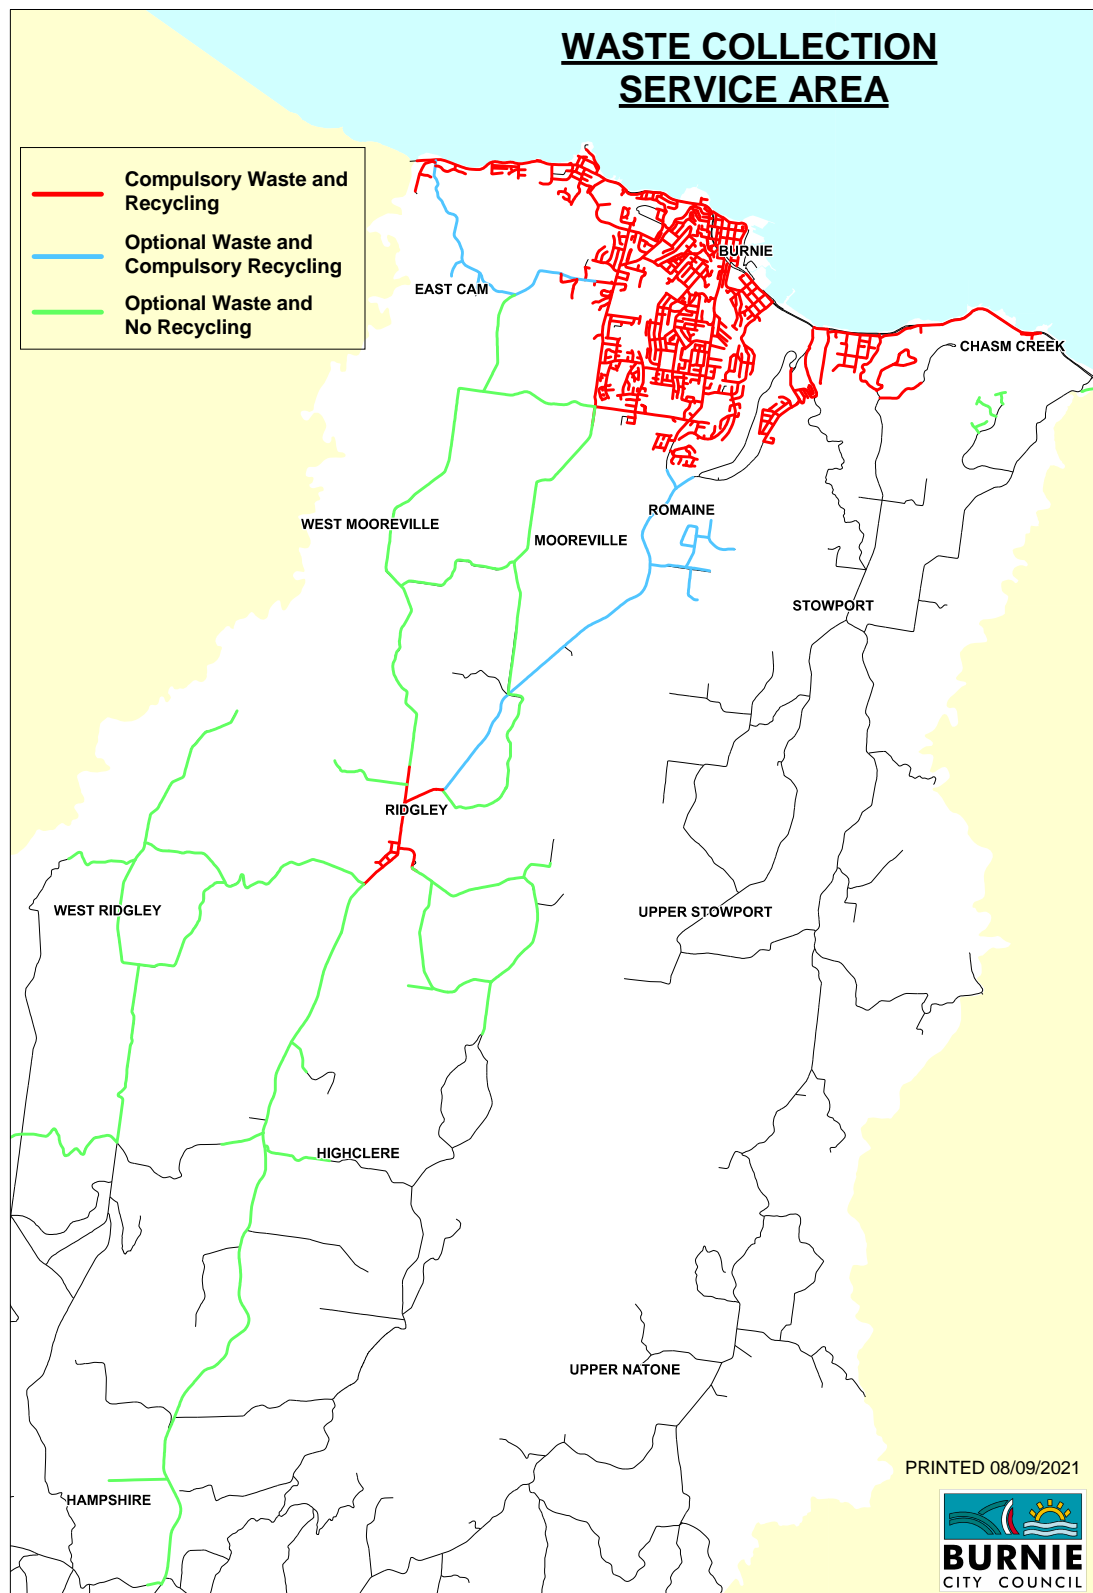 WASTE COLLECTION
SERVICE AREA
Compulsory Waste and
Recycling
Optional Waste and
Compulsory Recycling
Optional Waste and
No Recycling
BURNIE
EAST CAM
CHASM CREEK
WEST MOOREVILLE
ROMAINE
MOOREVILLE
STOWPORT
RIDGLEY
WEST RIDGLEY
UPPER STOWPORT
HIGHCLERE
UPPER NATONE
HAMPSHIRE
PRINTED 08/09/2021
BURNIE
CITY COUNCIL